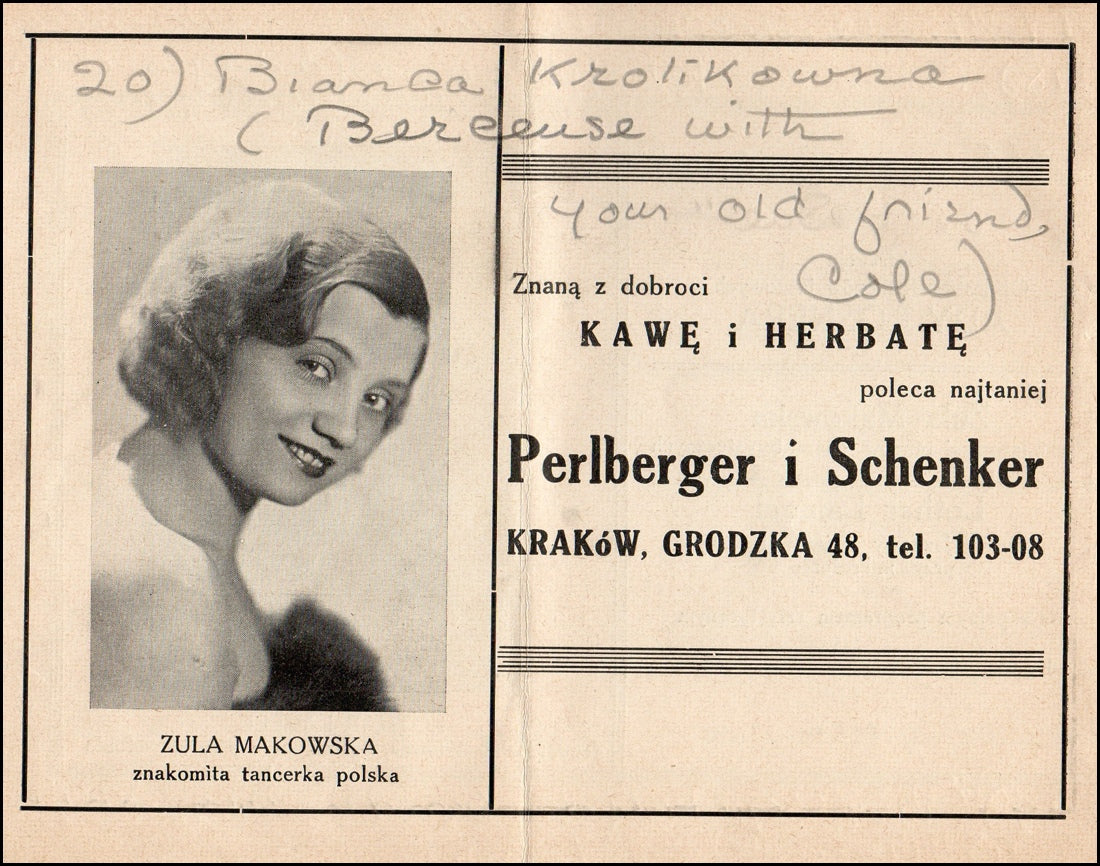 20) Bianca Krolikowna
(Berceuse with
your old friend,
Cole)
ZULA MAKOWSKA
znakomita tancerka polska
Znaną z dobroci
KAWĘ i HERBATĘ
poleca najtaniej
Perlberger i Schenker
KRAKóW, GRODZKA 48, tel. 103-08